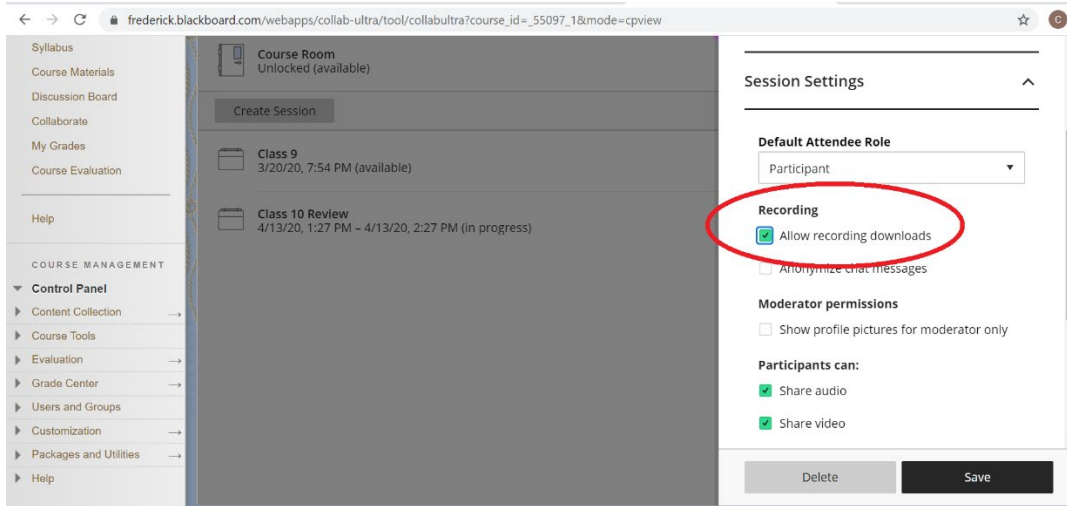 frederick.blackboard.com/webapps/collab-ultra/tool/collabultra?course_id=_55097_1&mode=cpview
C
Syllabus
Course Materials
Discussion Board
Collaborate
My Grades
Course Evaluation
Help
COURSE MANAGEMENT
Control Panel
Content Collection
Course Tools
Evaluation
Grade Center
Users and Groups
Customization
Packages and Utilities
Help
Course Room
Unlocked (available)
Create Session
Class 9
3/20/20, 7:54 PM (available)
Class 10 Review
4/13/20, 1:27 PM – 4/13/20, 2:27 PM (in progress)
Session Settings
Default Attendee Role
Participant
Recording
Allow recording downloads
Anonymize chat messages
Moderator permissions
Show profile pictures for moderator only
Participants can:
Share audio
Share video
Delete
Save